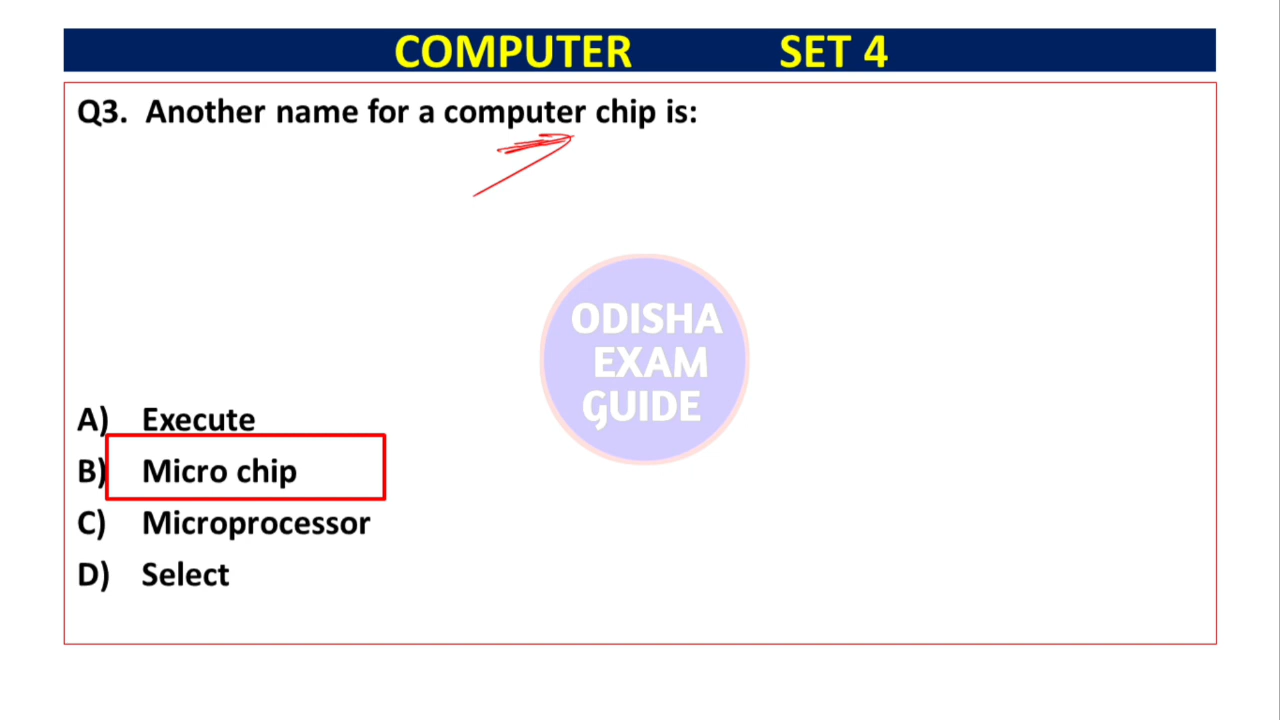 COMPUTER SET 4
Q3. Another name for a computer chip is:
ODISHA
EXAM
GUIDE
A) Execute
B) Micro chip
C) Microprocessor
D) Select